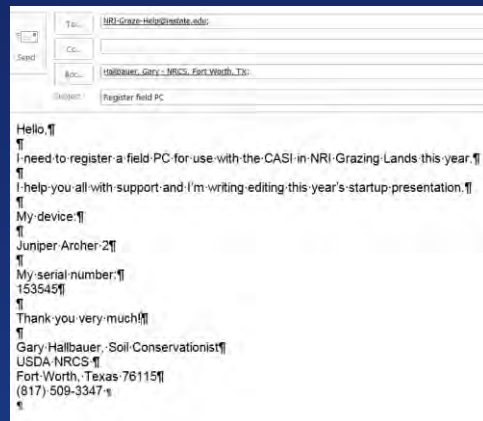 To...
NRI-Graze-Help@iastate.edu;
Cc...
Send
Bcc...
Hallbauer, Gary - NRCS, Fort Worth, TX;
Subject:
Register field PC
Hello,¶
¶
I·need·to·register·a·field·PC·for·use·with·the·CASI·in·NRI·Grazing·Lands·this·year.¶
¶
I·help·you·all·with·support·and·I'm·writing·editing·this·year's·startup·presentation.¶
¶
My·device:¶
¶
Juniper·Archer·2¶
¶
My·serial·number:¶
153545¶
¶
Thank·you·very·much!¶
¶
Gary·Hallbauer,·Soil·Conservationist¶
USDA·NRCS·¶
Fort·Worth,·Texas·76115¶
(817)·509-3347·¶
¶